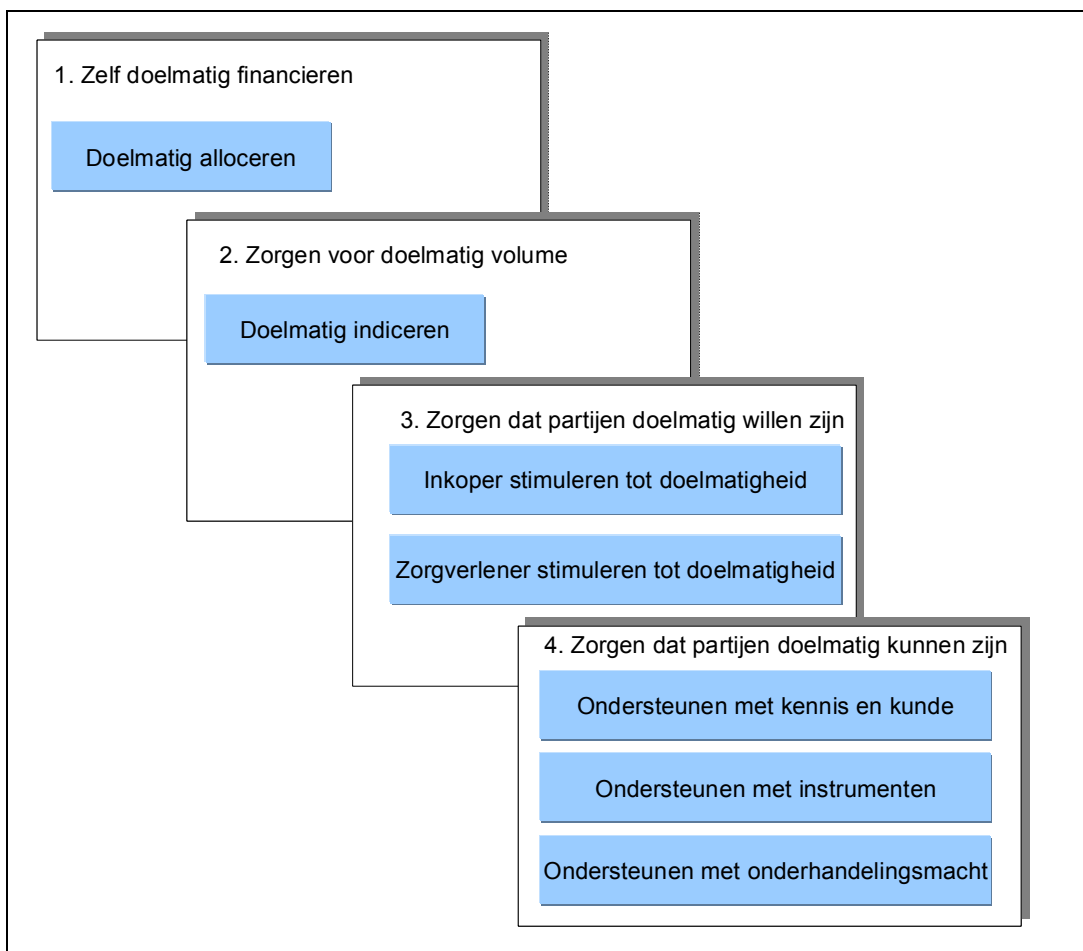 1. Zelf doelmatig financieren
Doelmatig alloceren
2. Zorgen voor doelmatig volume
Doelmatig indiceren
3. Zorgen dat partijen doelmatig willen zijn
Inkoper stimuleren tot doelmatigheid
Zorgverlener stimuleren tot doelmatigheid
4. Zorgen dat partijen doelmatig kunnen zijn
Ondersteunen met kennis en kunde
Ondersteunen met instrumenten
Ondersteunen met onderhandelingsmacht